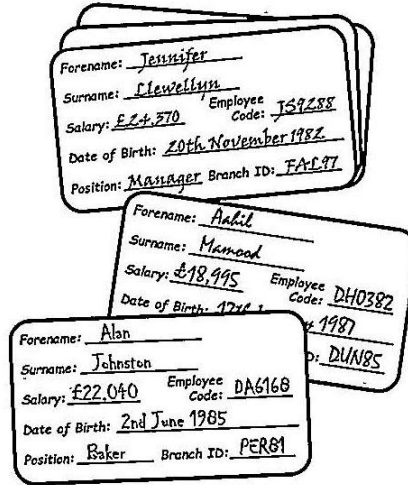 Forename: Jennifer
Surname: Llewellyn
Salary: £24,370 Employee Code: JS9288
Date of Birth: 20th November 1982
Position: Manager Branch ID: FAL97
Forename: Aahil
Surname: Mamood
Salary: £18,995 Employee Code: DH0382
Date of Birth: 1987
DUN85
Forename: Alan
Surname: Johnston
Salary: £22,040 Employee Code: DA6168
Date of Birth: 2nd June 1985
Position: Baker Branch ID: PER81